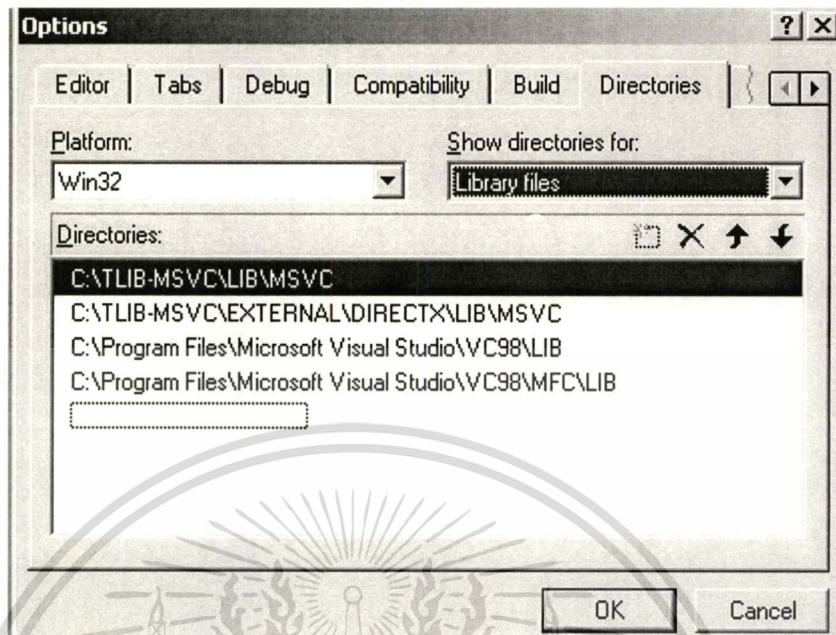 Options
Editor Tabs Debug Compatibility Build Directories
Platform: Show directories for:
Win32 Library files
Directories:
C:\TLIB-MSVC\LIB\MSVC
C:\TLIB-MSVC\EXTERNAL\DIRECTX\LIB\MSVC
C:\Program Files\Microsoft Visual Studio\VC98\LIB
C:\Program Files\Microsoft Visual Studio\VC98\MFC\LIB
OK Cancel